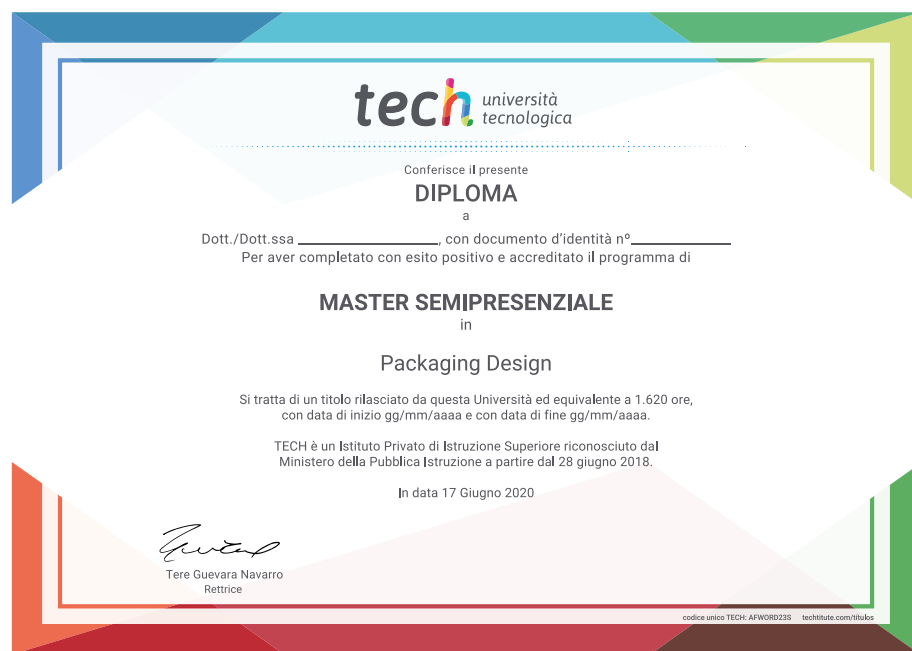 tech università
tecnologica
Conferisce il presente
DIPLOMA
a
Dott./Dott.ssa _______________, con documento d'identità nº___________
Per aver completato con esito positivo e accreditato il programma di
MASTER SEMIPRESENZIALE
in
Packaging Design
Si tratta di un titolo rilasciato da questa Università ed equivalente a 1.620 ore,
con data di inizio gg/mm/aaaa e con data di fine gg/mm/aaaa.
TECH è un Istituto Privato di Istruzione Superiore riconosciuto dal
Ministero della Pubblica Istruzione a partire dal 28 giugno 2018.
In data 17 Giugno 2020
Tere Guevara Navarro
Rettrice
codice unico TECH: AFWORD23S techtitute.com/titulos